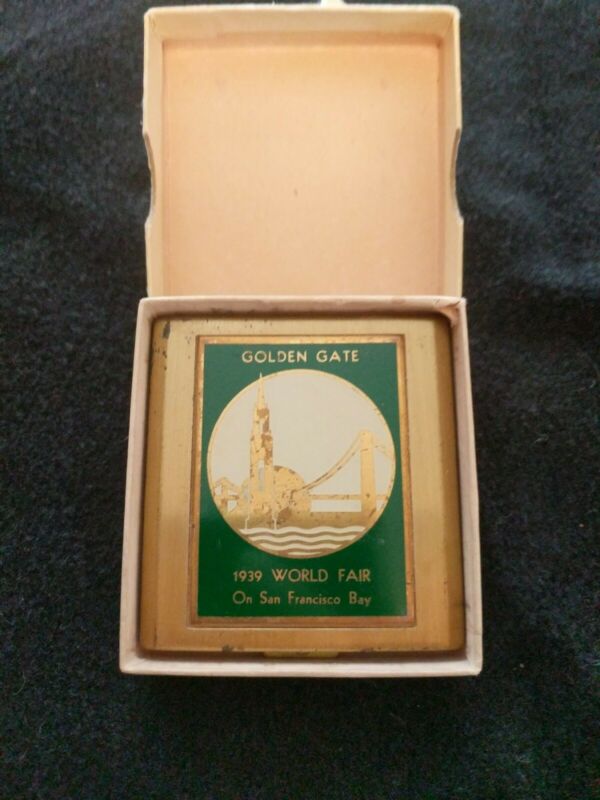 GOLDEN GATE
1939 WORLD FAIR
On San Francisco Bay